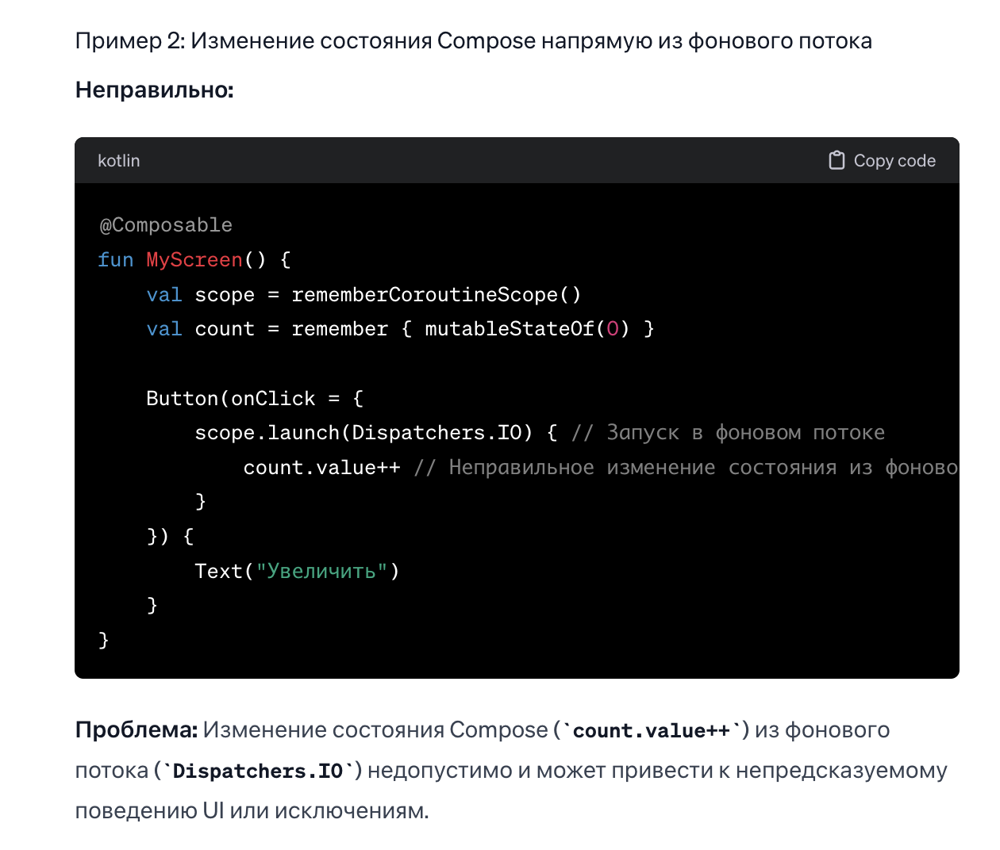 Пример 2: Изменение состояния Compose напрямую из фонового потока
Неправильно:
kotlin
Copy code
@Composable
fun MyScreen() {
    val scope = rememberCoroutineScope()
    val count = remember { mutableStateOf(0) }
    Button(onClick = {
        scope.launch(Dispatchers.IO) { // Запуск в фоновом потоке
            count.value++ // Неправильное изменение состояния из фоново
        }
    }) {
        Text("Увеличить")
    }
}
Проблема: Изменение состояния Compose (`count.value++`) из фонового
потока (`Dispatchers.IO`) недопустимо и может привести к непредсказуемому
поведению UI или исключениям.